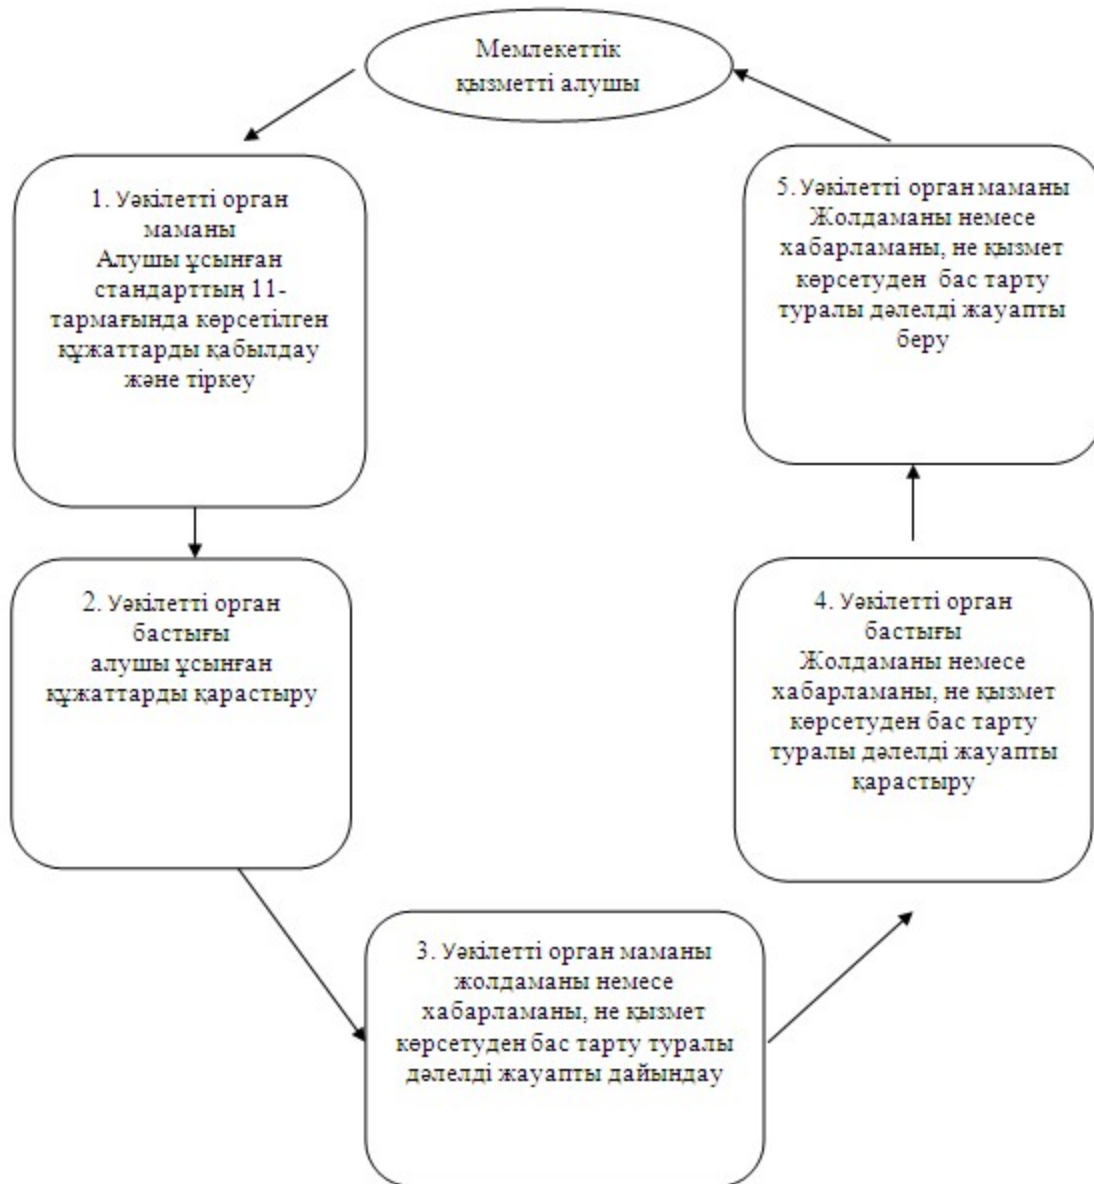 Мемлекеттік
қызметті алушы
1. Уәкілетті орган
маманы
Алушы ұсынған
стандарттың 11-
тармағында көрсетілген
құжаттарды қабылдау
және тіркеу
2. Уәкілетті орган
бастығы
алушы ұсынған
құжаттарды қарастыру
3. Уәкілетті орган маманы
жолдаманы немесе
хабарламаны, не қызмет
көрсетуден бас тарту туралы
дәлелді жауапты дайындау
4. Уәкілетті орган
бастығы
Жолдаманы немесе
хабарламаны, не қызмет
көрсетуден бас тарту
туралы дәлелді жауапты
қарастыру
5. Уәкілетті орган маманы
Жолдаманы немесе
хабарламаны, не қызмет
көрсетуден бас тарту
туралы дәлелді жауапты
беру